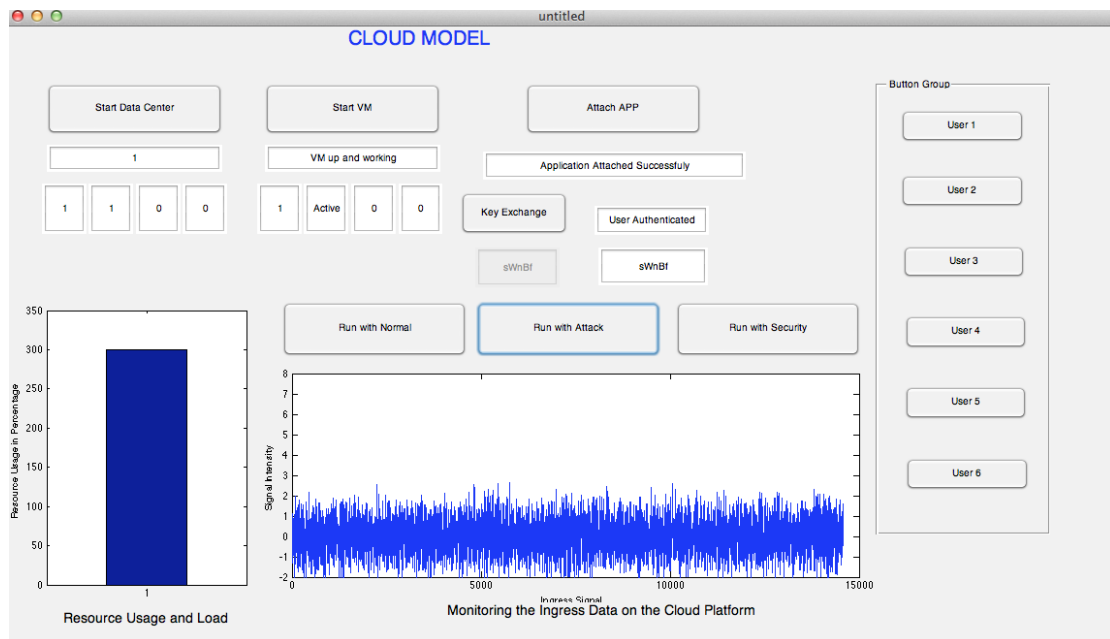 untitled
CLOUD MODEL
Button Group
Start Data Center
Start VM
Attach APP
User 1
1
VM up and working
Application Attached Successfuly
User 2
1 1 0 0
1 Active 0 0
Key Exchange
User Authenticated
sWnBf
sWnBf
User 3
Run with Normal
Run with Attack
Run with Security
User 4
User 5
User 6
350
300
250
200
150
100
50
0
1
Resource Usage in Percentage
Resource Usage and Load
8
7
6
5
4
3
2
1
0
-1
-2
0 5000 10000 15000
Signal Intensity
Ingress Signal
Monitoring the Ingress Data on the Cloud Platform